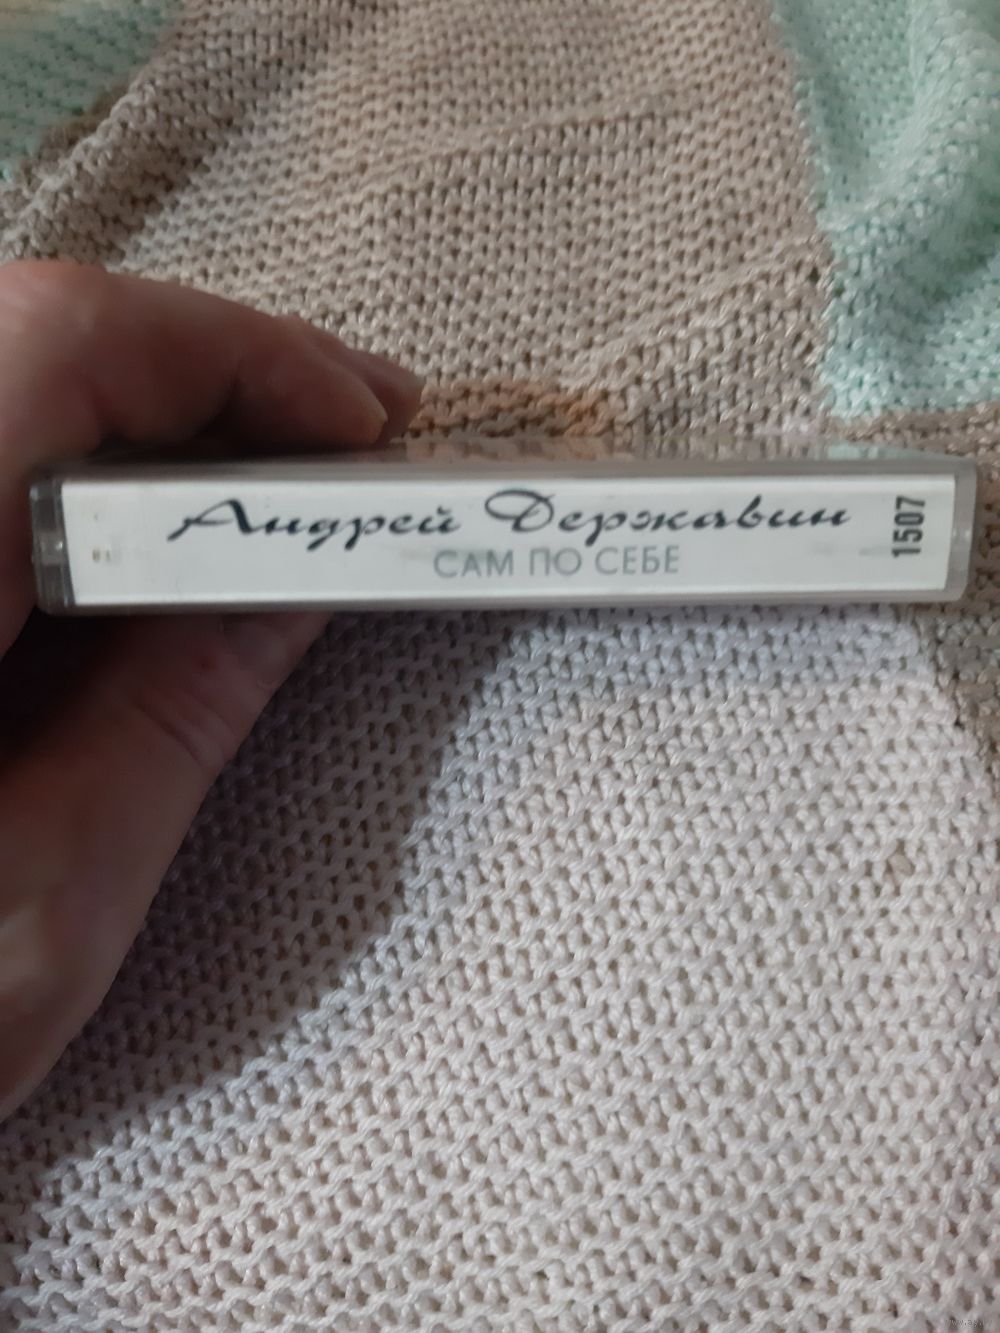 Андрей Державин
САМ ПО СЕБЕ
1507